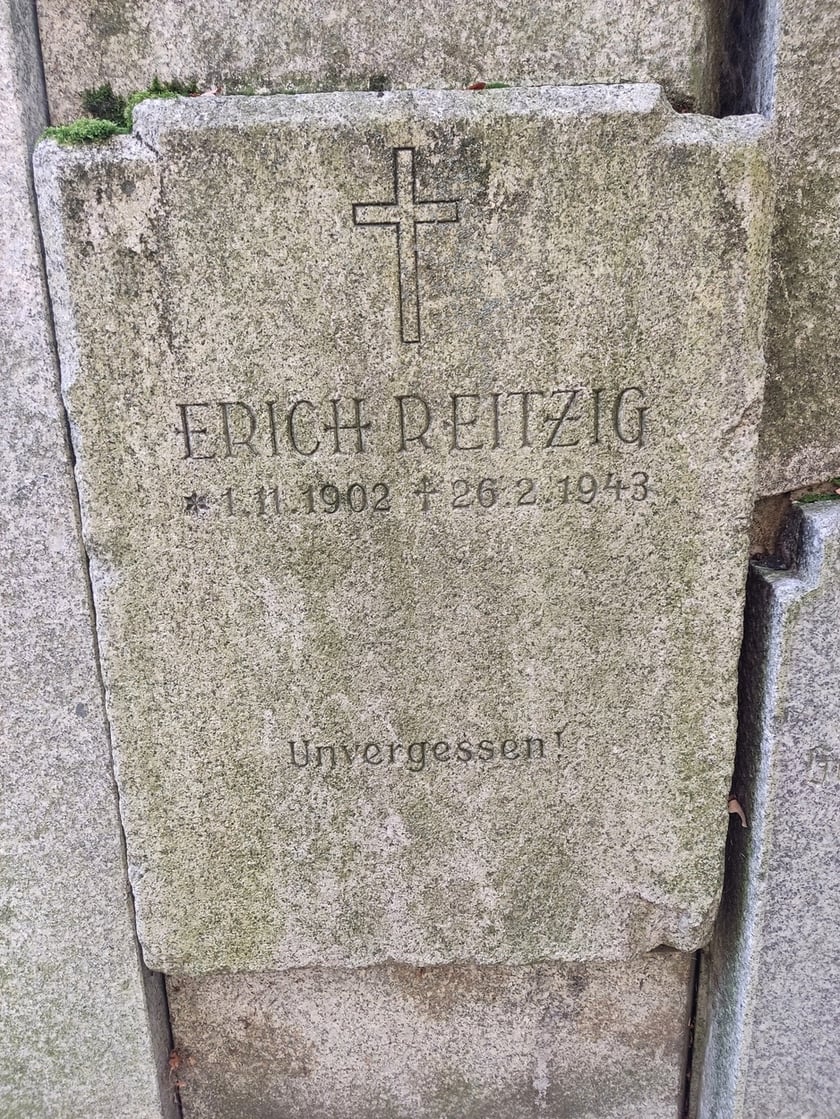 ERICH REITZIG
* 1.11.1902 † 26.2.1943
Unvergessen!